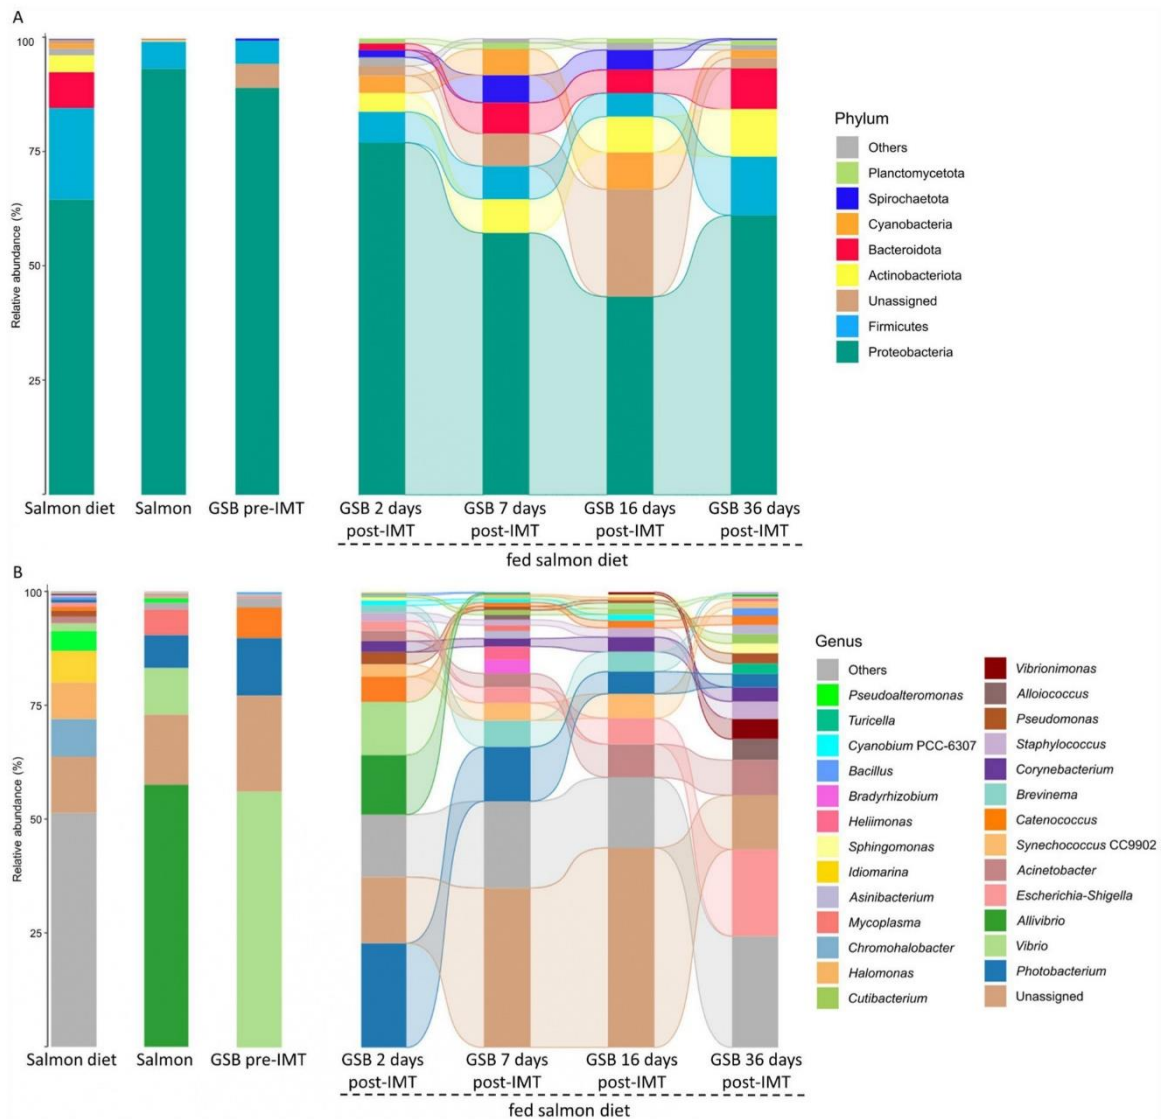 A
100
75
50
25
Relative abundance (%)
Salmon diet
Salmon
GSB pre-IMT
GSB 2 days
post-IMT
GSB 7 days
post-IMT
GSB 16 days
post-IMT
GSB 36 days
post-IMT
fed salmon diet
Phylum
Others
Planctomycetota
Spirochaetota
Cyanobacteria
Bacteroidota
Actinobacteriota
Unassigned
Firmicutes
Proteobacteria
B
100
75
50
25
Relative abundance (%)
Salmon diet
Salmon
GSB pre-IMT
GSB 2 days
post-IMT
GSB 7 days
post-IMT
GSB 16 days
post-IMT
GSB 36 days
post-IMT
fed salmon diet
Genus
Others
Pseudoalteromonas
Turicella
Cyanobium PCC-6307
Bacillus
Bradyrhizobium
Heliimonas
Sphingomonas
Idiomarina
Asinibacterium
Mycoplasma
Chromohalobacter
Halomonas
Cutibacterium
Vibrionimonas
Alloiococcus
Pseudomonas
Staphylococcus
Corynebacterium
Brevinema
Catenococcus
Synechococcus CC9902
Acinetobacter
Escherichia-Shigella
Allivibrio
Vibrio
Photobacterium
Unassigned